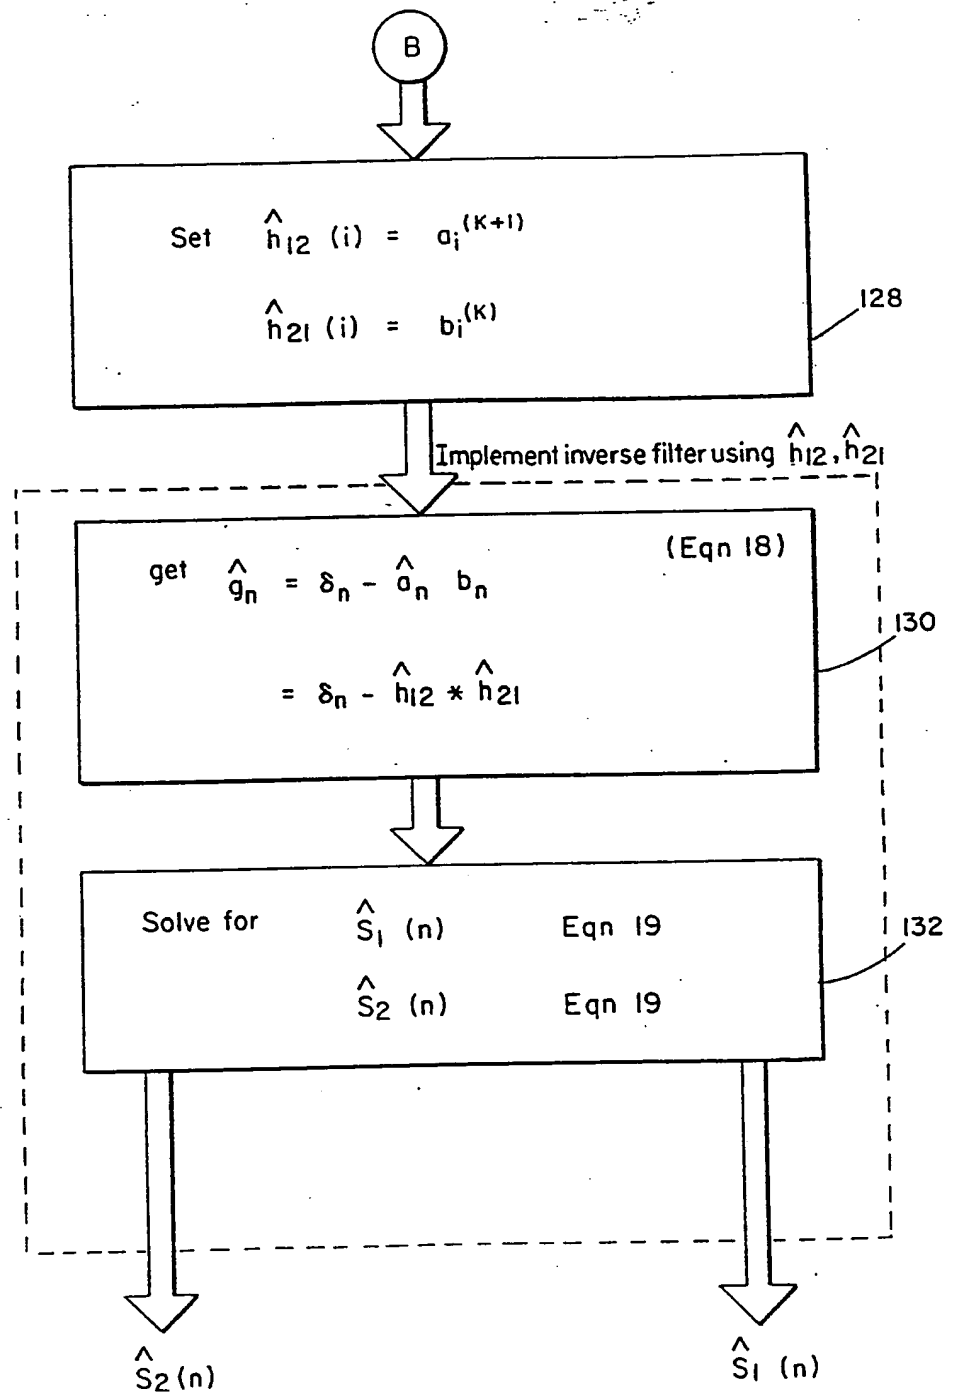 B
Set ĥ₁₂ (i) = aᵢ⁽ᴷ⁺¹⁾
ĥ₂₁ (i) = bᵢ⁽ᴷ⁾
128
Implement inverse filter using ĥ₁₂, ĥ₂₁
(Eqn 18)
get ĝₙ = δₙ - âₙ bₙ
130
= δₙ - ĥ₁₂ * ĥ₂₁
Solve for Ŝ₁ (n) Eqn 19
132
Ŝ₂ (n) Eqn 19
Ŝ₂(n)
Ŝ₁ (n)